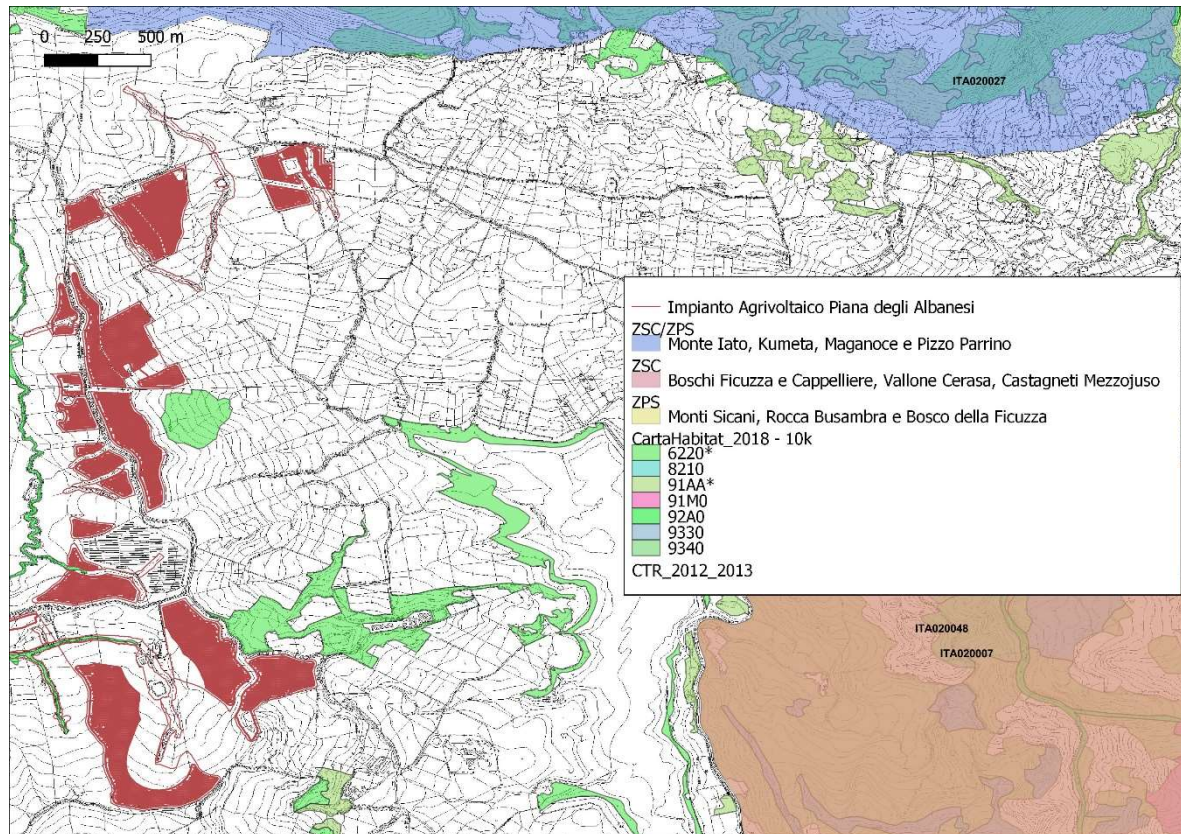 0 250 500 m
ITA020027
Impianto Agrivoltaico Piana degli Albanesi
ZSC/ZPS
Monte Iato, Kumeta, Maganoce e Pizzo Parrino
ZSC
Boschi Ficuzza e Cappelliere, Vallone Cerasa, Castagneti Mezzojuso
ZPS
Monti Sicani, Rocca Busambra e Bosco della Ficuzza
CartaHabitat_2018 - 10k
6220*
8210
91AA*
91M0
92A0
9330
9340
CTR_2012_2013
ITA020048
ITA020007